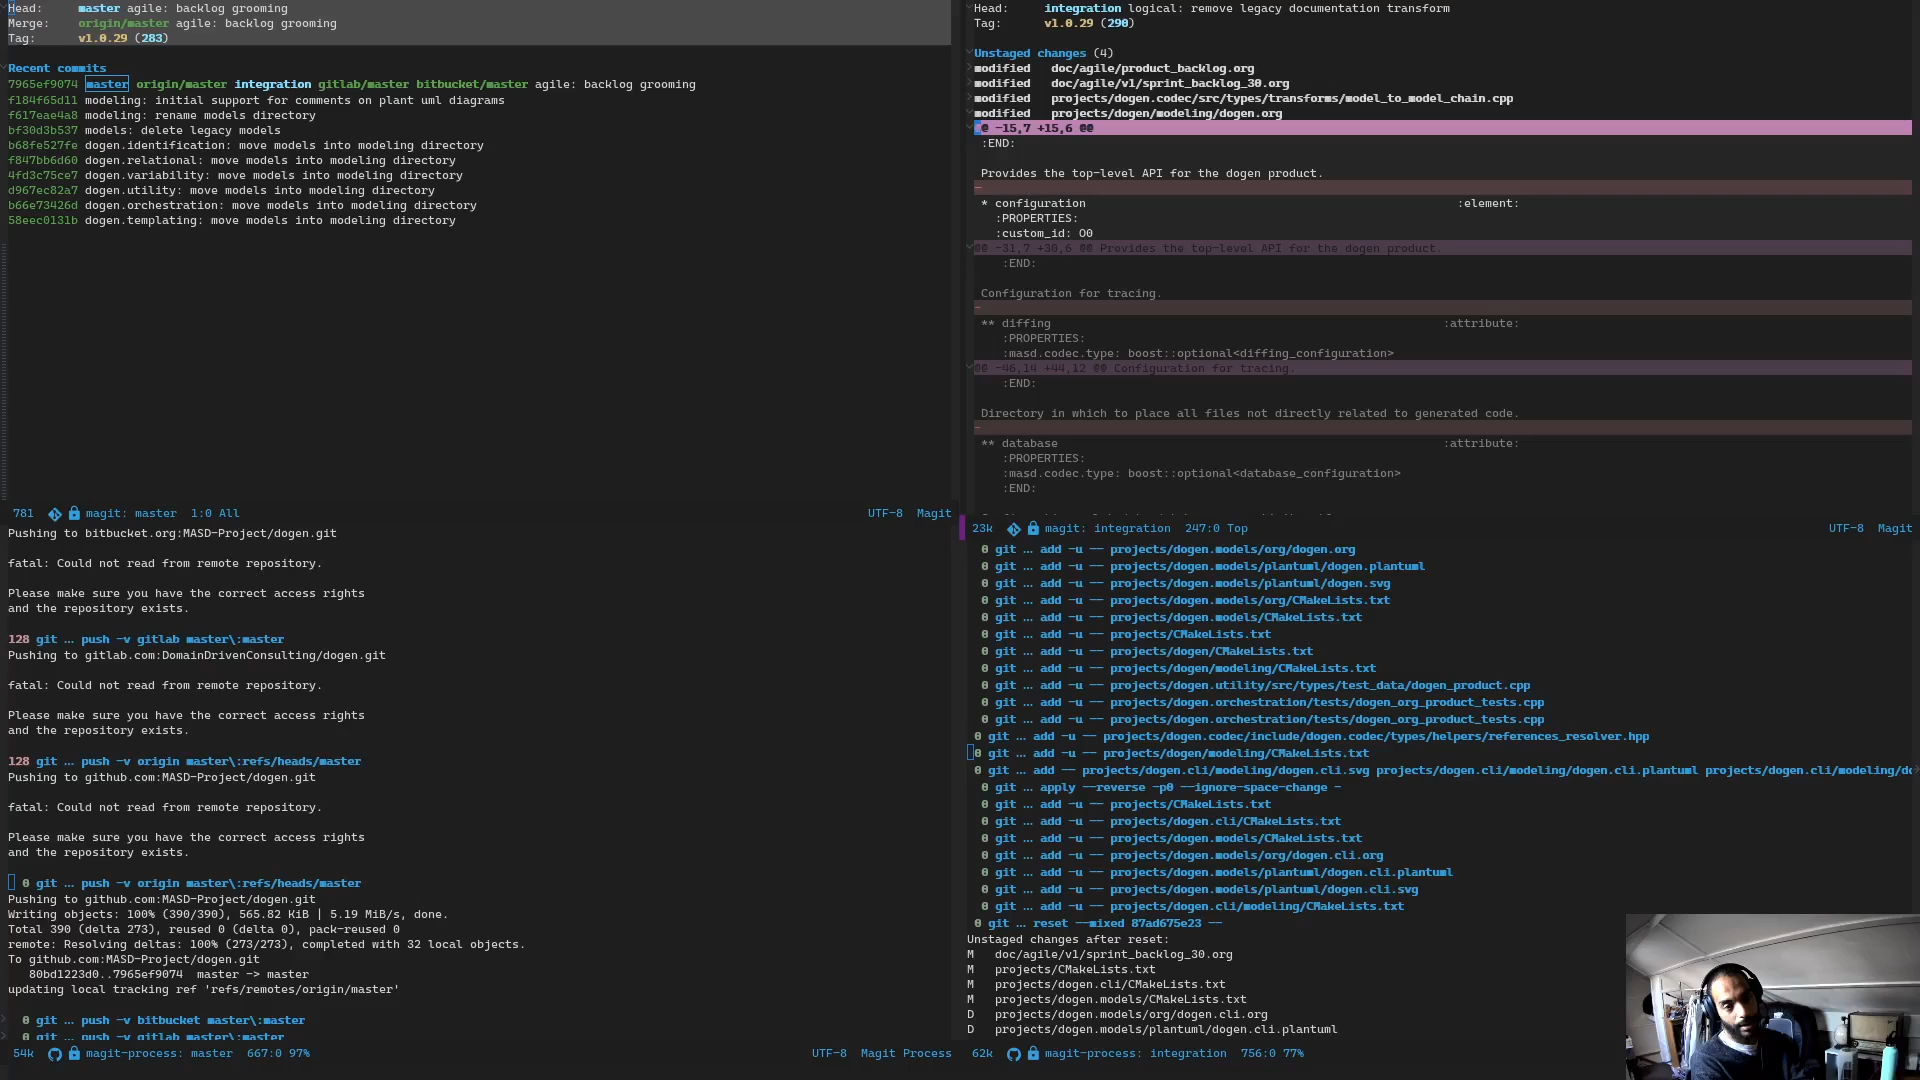 Head:     master agile: backlog grooming
Merge:    origin/master agile: backlog grooming
Tag:      v1.0.29 (283)
Recent commits
7965ef9074 master origin/master integration gitlab/master bitbucket/master agile: backlog grooming
f184f65d11 modeling: initial support for comments on plant uml diagrams
f617eae4a8 modeling: rename models directory
bf30d3b537 models: delete legacy models
b68fe527fe dogen.identification: move models into modeling directory
f847bb6d60 dogen.relational: move models into modeling directory
4fd3c75ce7 dogen.variability: move models into modeling directory
d967ec82a7 dogen.utility: move models into modeling directory
b66e73426d dogen.orchestration: move models into modeling directory
58eec0131b dogen.templating: move models into modeling directory
781 magit: master 1:0 All UTF-8 Magit
Pushing to bitbucket.org:MASD-Project/dogen.git
fatal: Could not read from remote repository.
Please make sure you have the correct access rights
and the repository exists.
128 git … push -v gitlab master\:master
Pushing to gitlab.com:DomainDrivenConsulting/dogen.git
fatal: Could not read from remote repository.
Please make sure you have the correct access rights
and the repository exists.
128 git … push -v origin master\:refs/heads/master
Pushing to github.com:MASD-Project/dogen.git
fatal: Could not read from remote repository.
Please make sure you have the correct access rights
and the repository exists.
0 git … push -v origin master\:refs/heads/master
Pushing to github.com:MASD-Project/dogen.git
Writing objects: 100% (390/390), 565.82 KiB | 5.19 MiB/s, done.
Total 390 (delta 273), reused 0 (delta 0), pack-reused 0
remote: Resolving deltas: 100% (273/273), completed with 32 local objects.
To github.com:MASD-Project/dogen.git
80bd1223d0..7965ef9074  master -> master
updating local tracking ref 'refs/remotes/origin/master'
0 git … push -v bitbucket master\:master
0 git … push -v gitlab master\:master
54k magit-process: master 667:0 97% UTF-8 Magit Process
Head:     integration logical: remove legacy documentation transform
Tag:      v1.0.29 (290)
Unstaged changes (4)
modified   doc/agile/product_backlog.org
modified   doc/agile/v1/sprint_backlog_30.org
modified   projects/dogen.codec/src/types/transforms/model_to_model_chain.cpp
modified   projects/dogen/modeling/dogen.org
@@ -15,7 +15,6 @@
:END:
Provides the top-level API for the dogen product.
-
* configuration :element:
:PROPERTIES:
:custom_id: O0
@@ -31,7 +30,6 @@ Provides the top-level API for the dogen product.
:END:
Configuration for tracing.
-
** diffing :attribute:
:PROPERTIES:
:masd.codec.type: boost::optional<diffing_configuration>
@@ -46,14 +44,12 @@ Configuration for tracing.
:END:
Directory in which to place all files not directly related to generated code.
-
** database :attribute:
:PROPERTIES:
:masd.codec.type: boost::optional<database_configuration>
:END:
23k magit: integration 247:0 Top UTF-8 Magit
0 git … add -u -- projects/dogen.models/org/dogen.org
0 git … add -u -- projects/dogen.models/plantuml/dogen.plantuml
0 git … add -u -- projects/dogen.models/plantuml/dogen.svg
0 git … add -u -- projects/dogen.models/org/CMakeLists.txt
0 git … add -u -- projects/dogen.models/CMakeLists.txt
0 git … add -u -- projects/CMakeLists.txt
0 git … add -u -- projects/dogen/CMakeLists.txt
0 git … add -u -- projects/dogen/modeling/CMakeLists.txt
0 git … add -u -- projects/dogen.utility/src/types/test_data/dogen_product.cpp
0 git … add -u -- projects/dogen.orchestration/tests/dogen_org_product_tests.cpp
0 git … add -u -- projects/dogen.orchestration/tests/dogen_org_product_tests.cpp
0 git … add -u -- projects/dogen.codec/include/dogen.codec/types/helpers/references_resolver.hpp
0 git … add -u -- projects/dogen/modeling/CMakeLists.txt
0 git … add -- projects/dogen.cli/modeling/dogen.cli.svg projects/dogen.cli/modeling/dogen.cli.plantuml projects/dogen.cli/modeling/do
0 git … apply --reverse -p0 --ignore-space-change -
0 git … add -u -- projects/CMakeLists.txt
0 git … add -u -- projects/dogen.cli/CMakeLists.txt
0 git … add -u -- projects/dogen.models/CMakeLists.txt
0 git … add -u -- projects/dogen.models/org/dogen.cli.org
0 git … add -u -- projects/dogen.models/plantuml/dogen.cli.plantuml
0 git … add -u -- projects/dogen.models/plantuml/dogen.cli.svg
0 git … add -u -- projects/dogen.cli/modeling/CMakeLists.txt
0 git … reset --mixed 87ad675e23 --
Unstaged changes after reset:
M   doc/agile/v1/sprint_backlog_30.org
M   projects/CMakeLists.txt
M   projects/dogen.cli/CMakeLists.txt
M   projects/dogen.models/CMakeLists.txt
D   projects/dogen.models/org/dogen.cli.org
D   projects/dogen.models/plantuml/dogen.cli.plantuml
62k magit-process: integration 756:0 77%